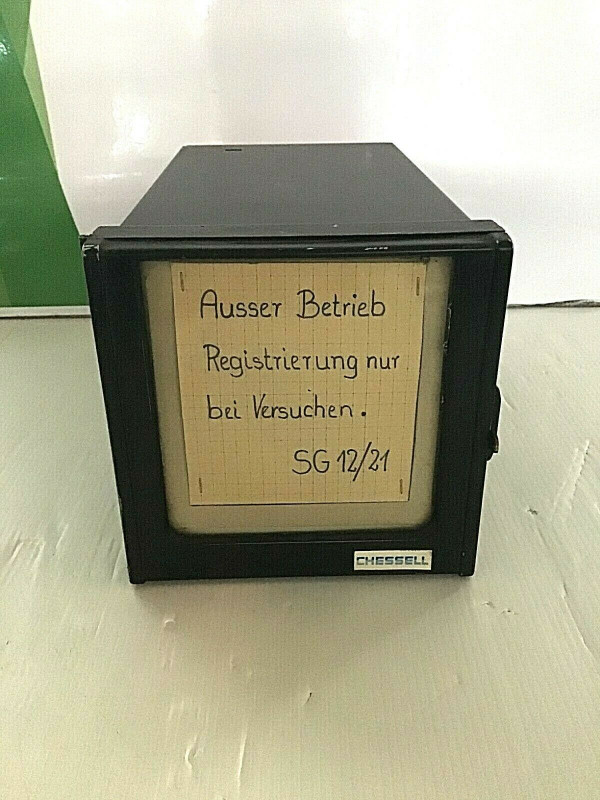 Ausser Betrieb
Registrierung nur
bei Versuchen.
SG 12/21
CHESSELL